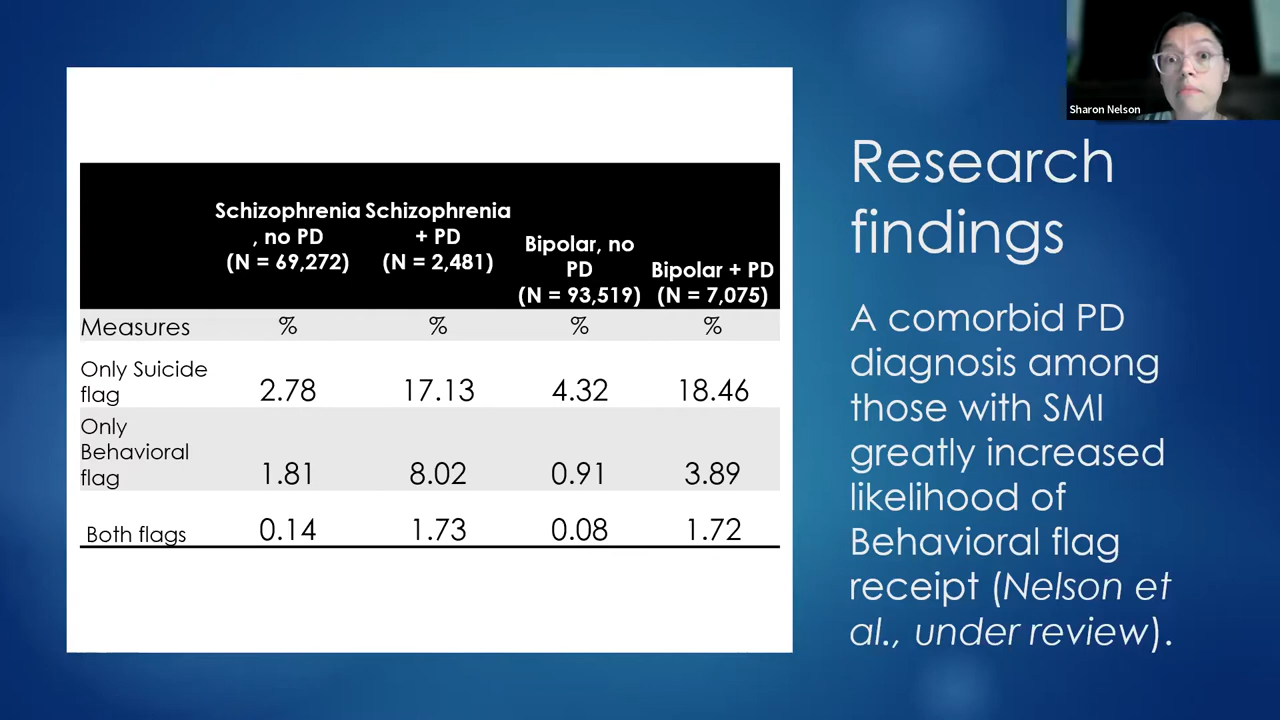 Sharon Nelson
Research
findings
A comorbid PD
diagnosis among
those with SMI
greatly increased
likelihood of
Behavioral flag
receipt (Nelson et
al., under review).
Schizophrenia , no PD (N = 69,272)
Schizophrenia + PD (N = 2,481)
Bipolar, no PD (N = 93,519)
Bipolar + PD (N = 7,075)
Measures % % % %
Only Suicide flag 2.78 17.13 4.32 18.46
Only Behavioral flag 1.81 8.02 0.91 3.89
Both flags 0.14 1.73 0.08 1.72